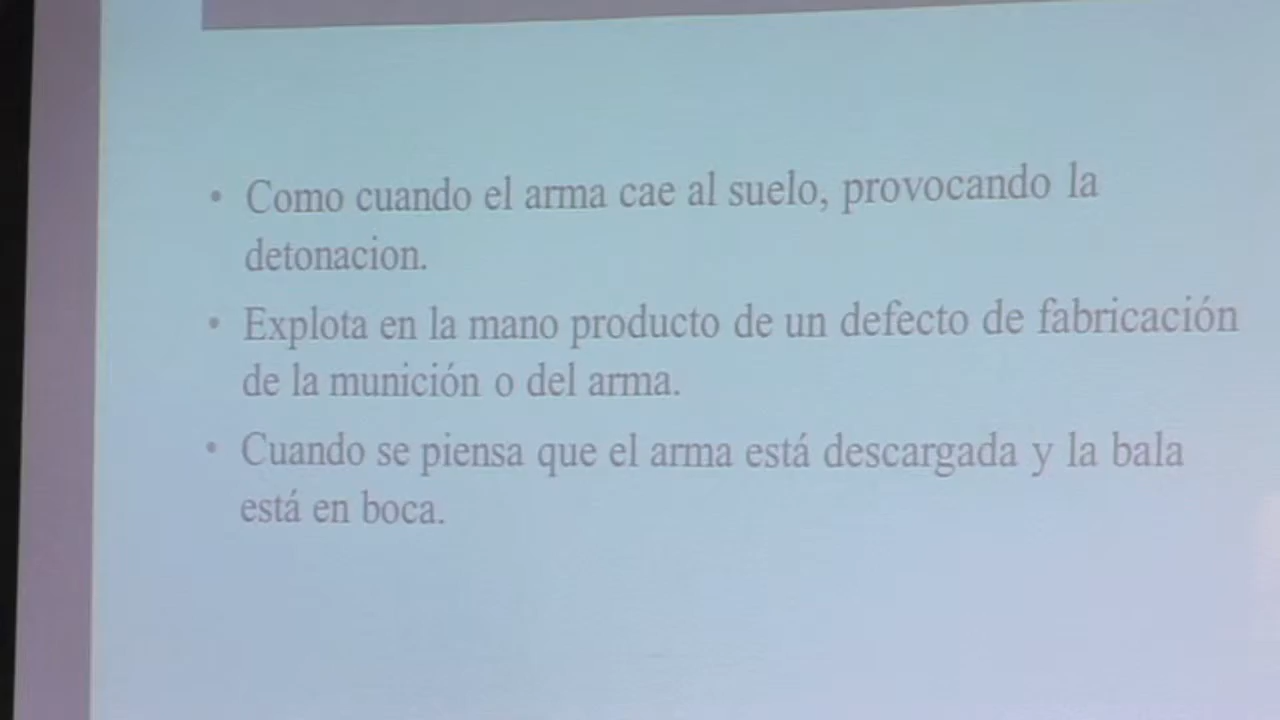 • Como cuando el arma cae al suelo, provocando la
detonacion.
• Explota en la mano producto de un defecto de fabricación
de la munición o del arma.
• Cuando se piensa que el arma está descargada y la bala
está en boca.